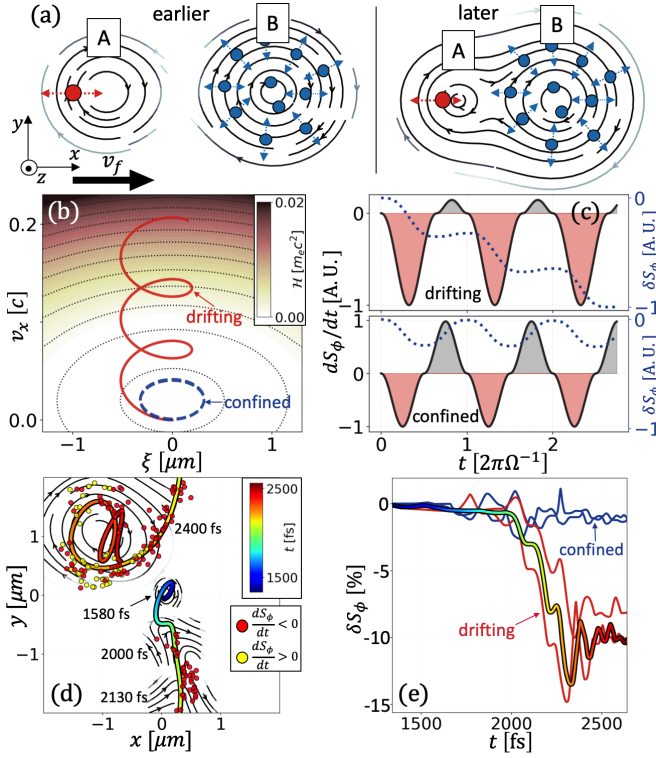 (a)
earlier
later
A
B
A
B
y
x
z
v_f
(b)
0.2
0.0
v_x [c]
0.02
0.00
ℋ [m_e c²]
drifting
confined
−1
0
1
ξ [μm]
(c)
0
−1
drifting
0
−1
δS_ϕ [A. U.]
dS_ϕ/dt [A. U.]
1
0
−1
confined
0
−1
δS_ϕ [A. U.]
0
1
2
t [2πΩ⁻¹]
(d)
1
0
−1
y [μm]
2400 fs
1580 fs
2000 fs
2130 fs
2500
1500
t [fs]
dS_ϕ/dt < 0
dS_ϕ/dt > 0
−1
0
1
x [μm]
(e)
0
−5
−10
−15
δS_ϕ [%]
confined
drifting
1500
2000
2500
t [fs]